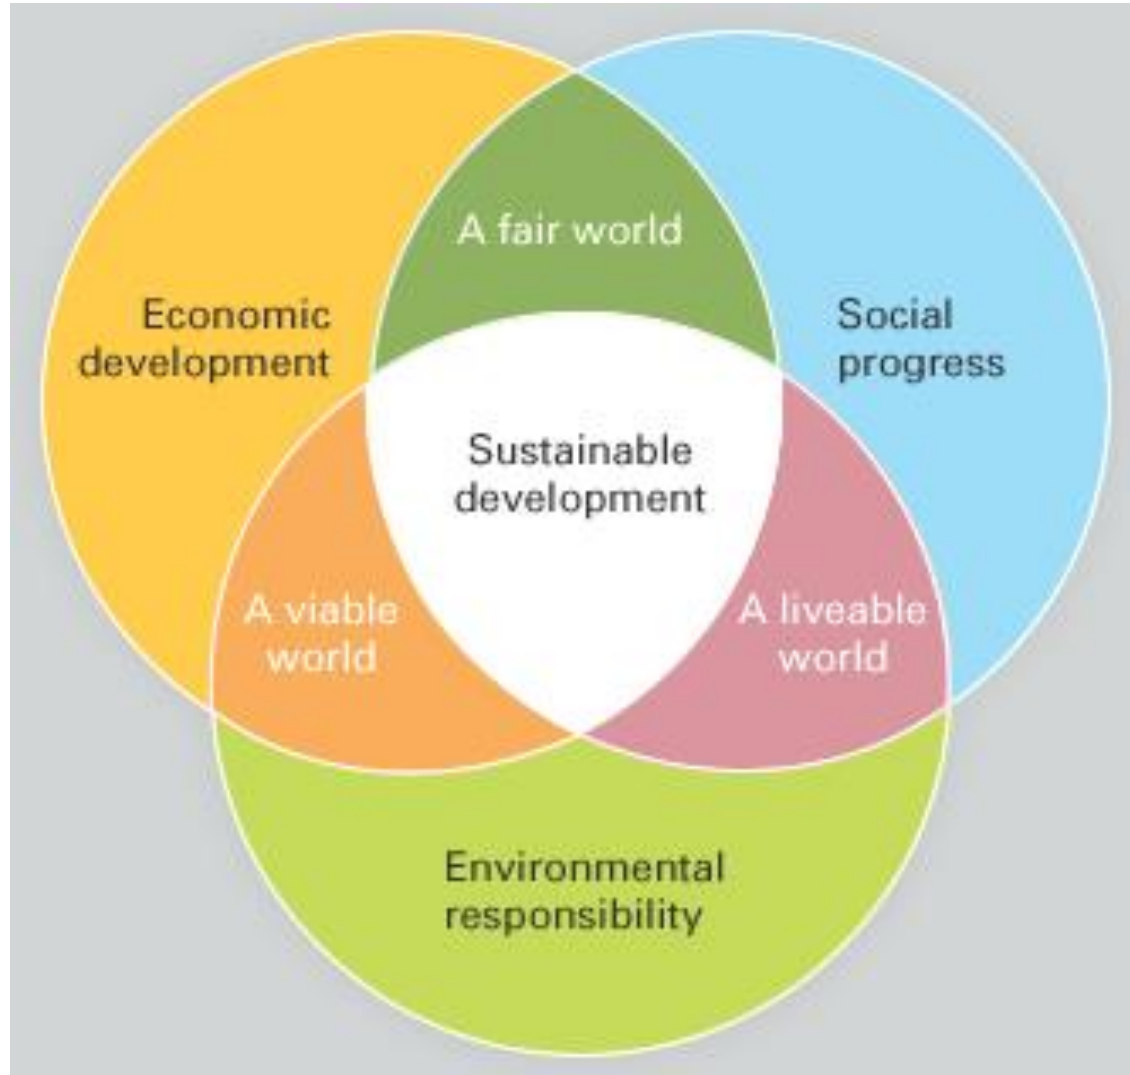 A fair world
Economic
development
Social
progress
Sustainable
development
A viable
world
A liveable
world
Environmental
responsibility